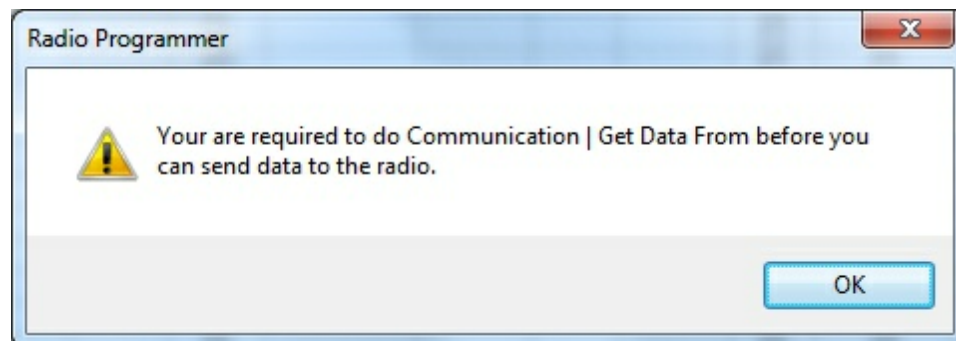 Radio Programmer
Your are required to do Communication | Get Data From before you
can send data to the radio.
OK